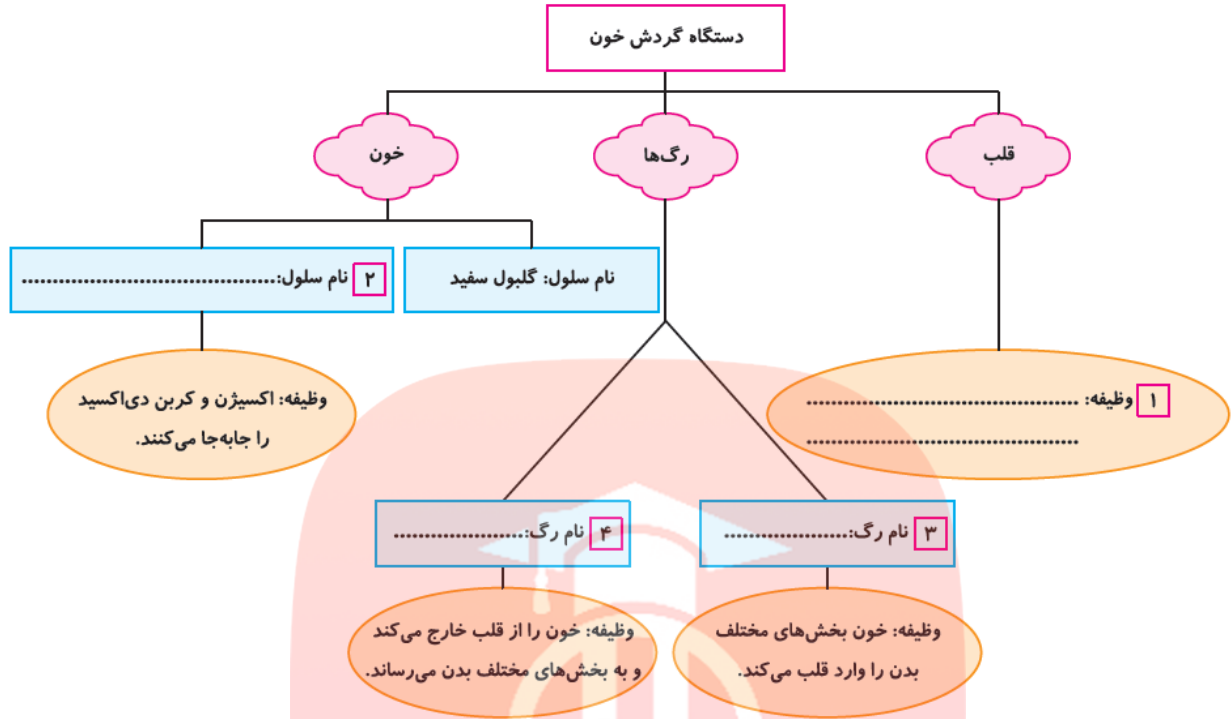 دستگاه گردش خون
قلب
رگ‌ها
خون
نام سلول: گلبول سفید
۲ نام سلول:..........................................
۱ وظیفه: .............................................
.............................................
وظیفه: اکسیژن و کربن دی‌اکسید
را جابه‌جا می‌کنند.
۳ نام رگ:.....................
۴ نام رگ:.....................
وظیفه: خون بخش‌های مختلف
بدن را وارد قلب می‌کند.
وظیفه: خون را از قلب خارج می‌کند
و به بخش‌های مختلف بدن می‌رساند.